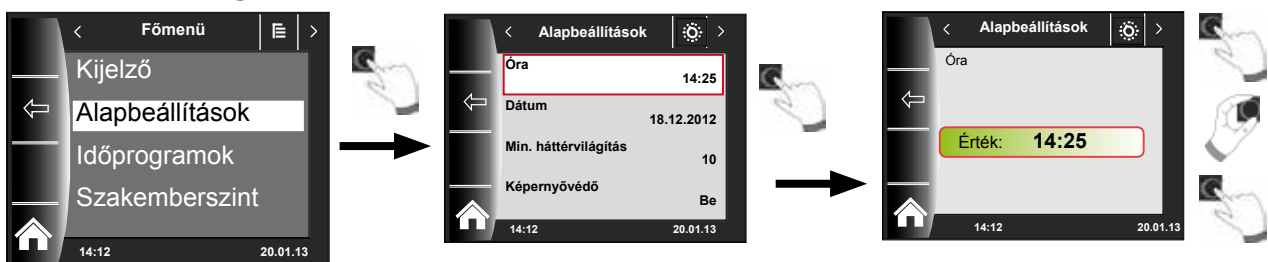 Főmenü
Kijelző
Alapbeállítások
Időprogramok
Szakemberszint
14:12 20.01.13
Alapbeállítások
Óra
14:25
Dátum
18.12.2012
Min. háttérvilágítás
10
Képernyővédő
Be
14:12 20.01.13
Alapbeállítások
Óra
Érték: 14:25
14:12 20.01.13